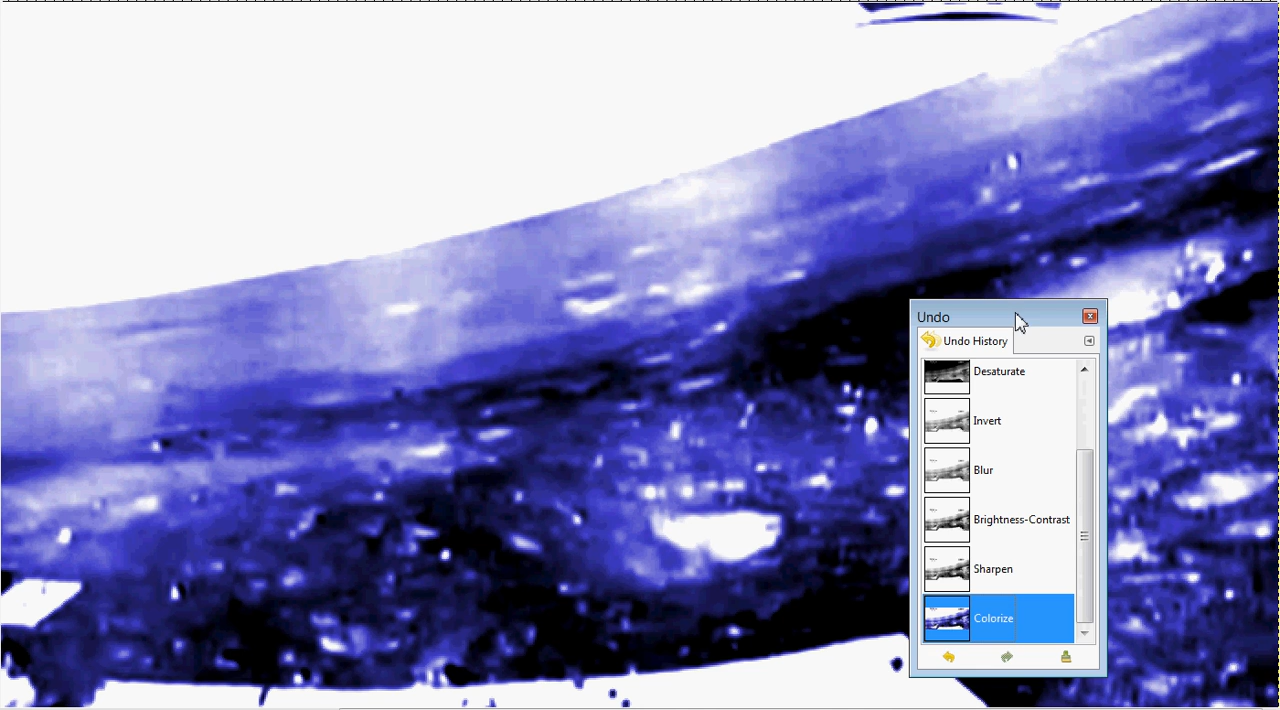 Undo
Undo History
Desaturate
Invert
Blur
Brightness-Contrast
Sharpen
Colorize